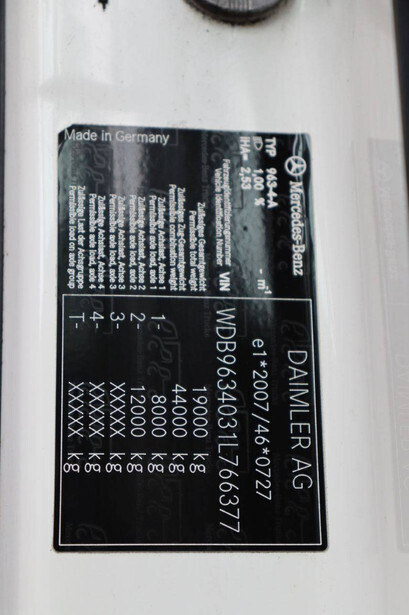 Mercedes-Benz
DAIMLER AG
TYP 963-4-A
e1*2007/46*0727
1,00 % - m⁻¹
IHA= 2,53
Fahrzeugidentifizierungsnummer
Vehicle Identification Number VIN WDB9634031L766377
Zulässiges Gesamtgewicht
Permissible total weight 19000 kg
Zulässiges Zug-Gesamtgewicht
Permissible combination weight 44000 kg
Zulässige Achslast, Achse 1
Permissible axle load, axle 1 1- 8000 kg
Zulässige Achslast, Achse 2
Permissible axle load, axle 2 2- 12000 kg
Zulässige Achslast, Achse 3
Permissible axle load, axle 3 3- XXXXX kg
Zulässige Achslast, Achse 4
Permissible axle load, axle 4 4- XXXXX kg
Zulässige Last der Achsgruppe
Permissible load on axle group T- XXXXX kg
Made in Germany